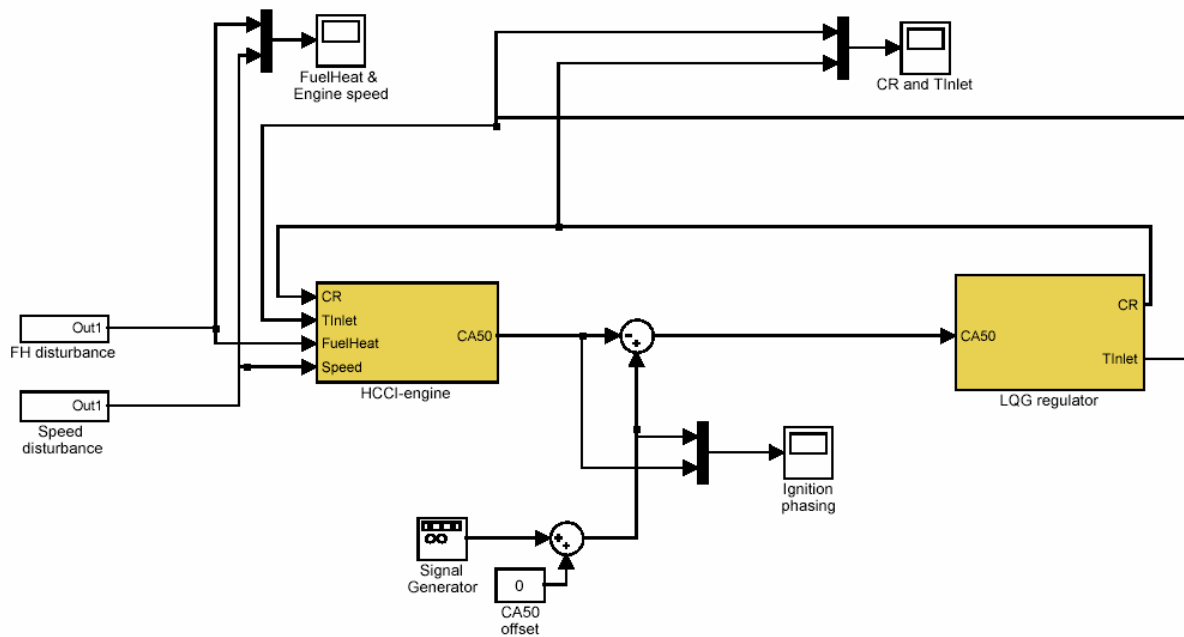 FuelHeat &
Engine speed
CR and TInlet
CR
TInlet
FuelHeat
Speed
CA50
HCCI-engine
Out1
FH disturbance
Out1
Speed
disturbance
CA50
CR
TInlet
LQG regulator
Ignition
phasing
Signal
Generator
0
CA50
offset